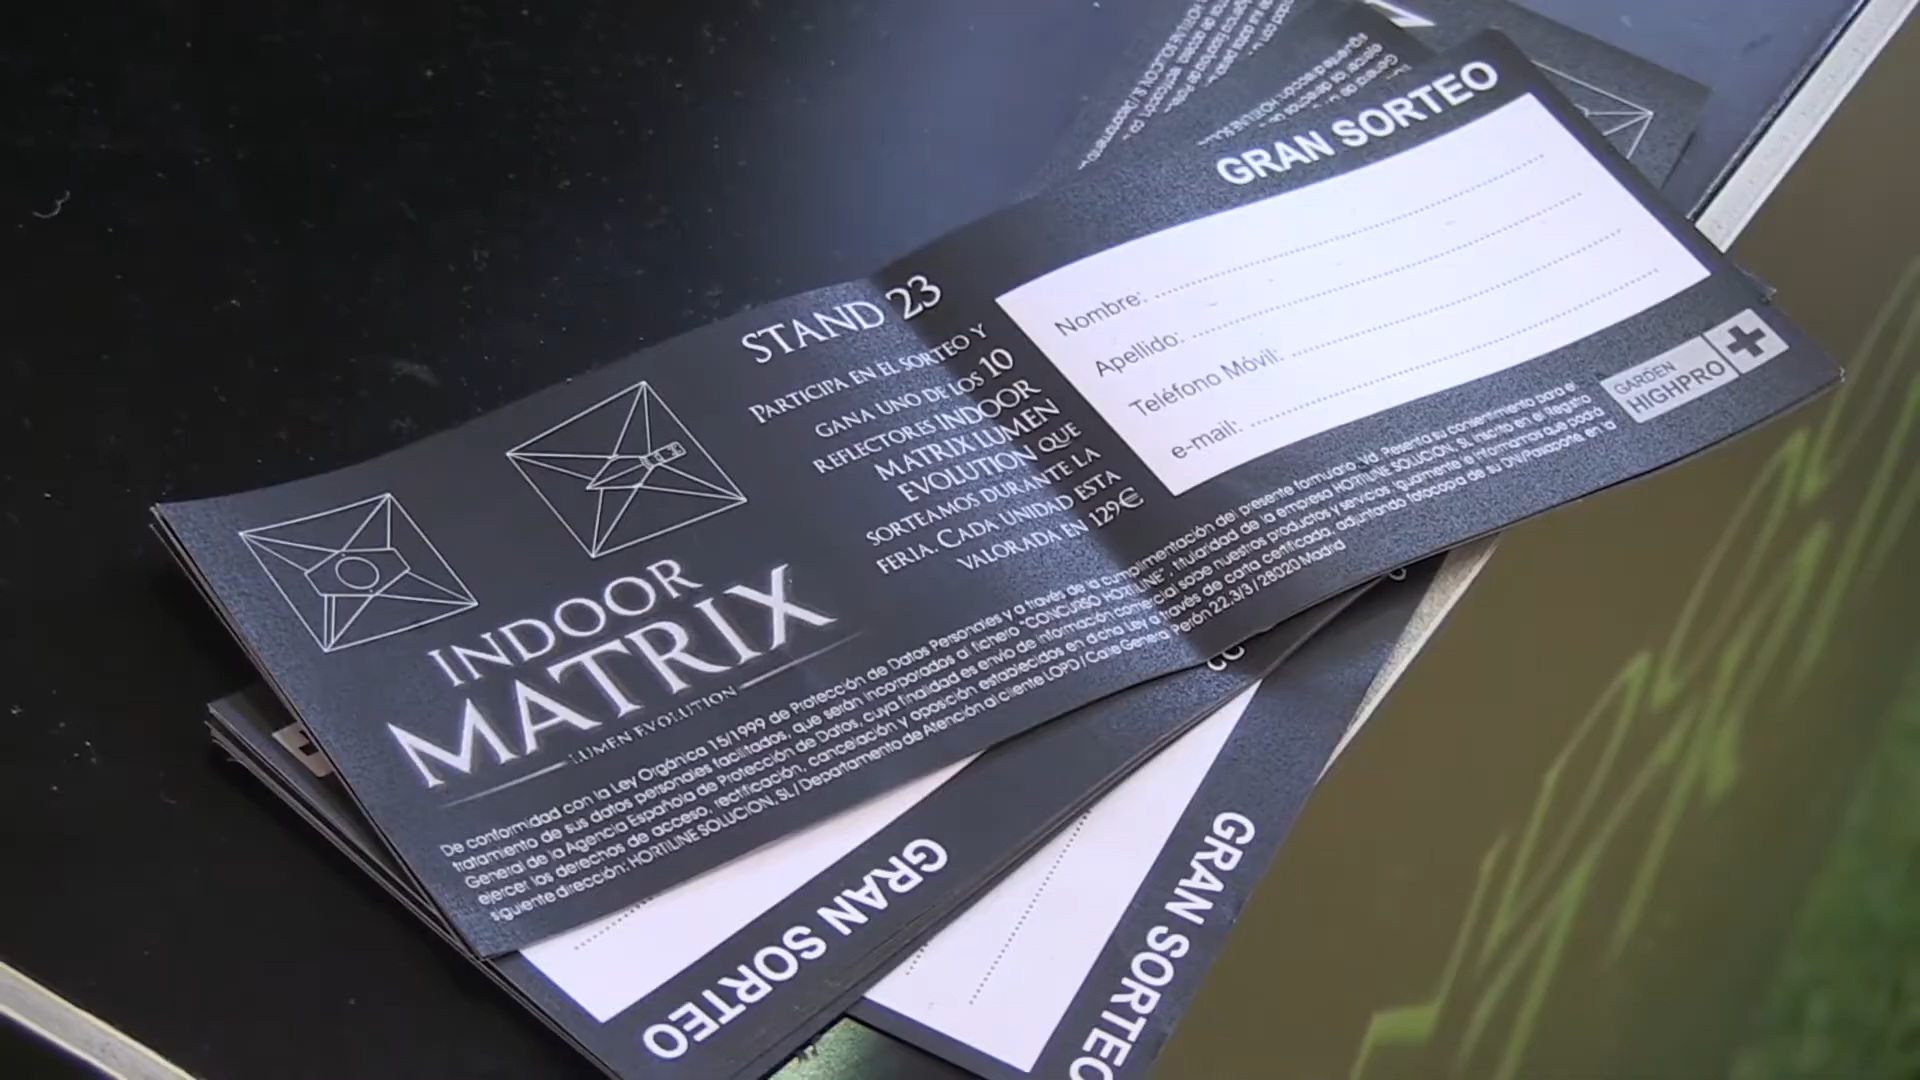 STAND 23
PARTICIPA EN EL SORTEO Y
GANA UNO DE LOS 10
REFLECTORES INDOOR
MATRIX LUMEN
EVOLUTION QUE
SORTEAMOS DURANTE LA
FERIA. CADA UNIDAD ESTA
VALORADA EN 129€
INDOOR
MATRIX
LUMEN EVOLUTION
GRAN SORTEO
Nombre:
Apellido:
Teléfono Móvil:
e-mail:
GARDEN
HIGHPRO
De conformidad con la Ley Orgánica 15/1999 de Protección de Datos Personales y a través de la cumplimentación del presente formulario, Vd. Presenta su consentimiento para el
tratamiento de sus datos personales facilitados, que serán incorporados al fichero "CONCURSO HORTILINE", titularidad de la empresa HORTILINE SOLUCION, SL inscrito en el Registro
General de la Agencia Española de Protección de Datos, cuya finalidad es envío de información comercial sobe nuestros productos y servicios. Igualmente le informamos que para
ejercer los derechos de acceso, rectificación, cancelación y oposición establecidos en dicha Ley a través de carta certificada, adjuntando fotocopia de su DNI/Pasaporte en la
siguiente dirección: HORTILINE SOLUCION, SL / Departamento de Atención al cliente LOPD / Calle General Perón 22,3/3 / 28020 Madrid
GRAN SORTEO
GRAN SORTEO